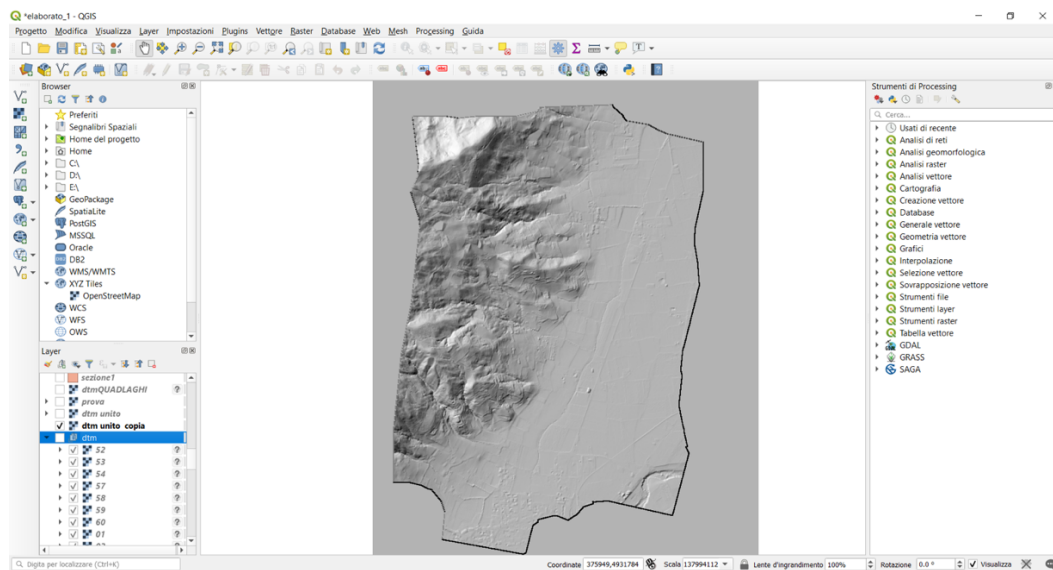 *elaborato_1 - QGIS
Progetto Modifica Visualizza Layer Impostazioni Plugins Vettore Raster Database Web Mesh Processing Guida
Browser
Preferiti
Segnalibri Spaziali
Home del progetto
Home
C:\
D:\
E:\
GeoPackage
SpatiaLite
PostGIS
MSSQL
Oracle
DB2
WMS/WMTS
XYZ Tiles
OpenStreetMap
WCS
WFS
OWS
Layer
sezione1
dtmQUADLAGHI
prova
dtm unito
dtm unito copia
dtm
52
53
54
57
58
59
60
01
Strumenti di Processing
Cerca...
Usati di recente
Analisi di reti
Analisi geomorfologica
Analisi raster
Analisi vettore
Cartografia
Creazione vettore
Database
Generale vettore
Geometria vettore
Grafici
Interpolazione
Selezione vettore
Sovrapposizione vettore
Strumenti file
Strumenti layer
Strumenti raster
Tabella vettore
GDAL
GRASS
SAGA
Digita per localizzare (Ctrl+K)
Coordinate 375949,4931784 Scala 137994112 Lente d'ingrandimento 100% Rotazione 0.0 ° Visualizza